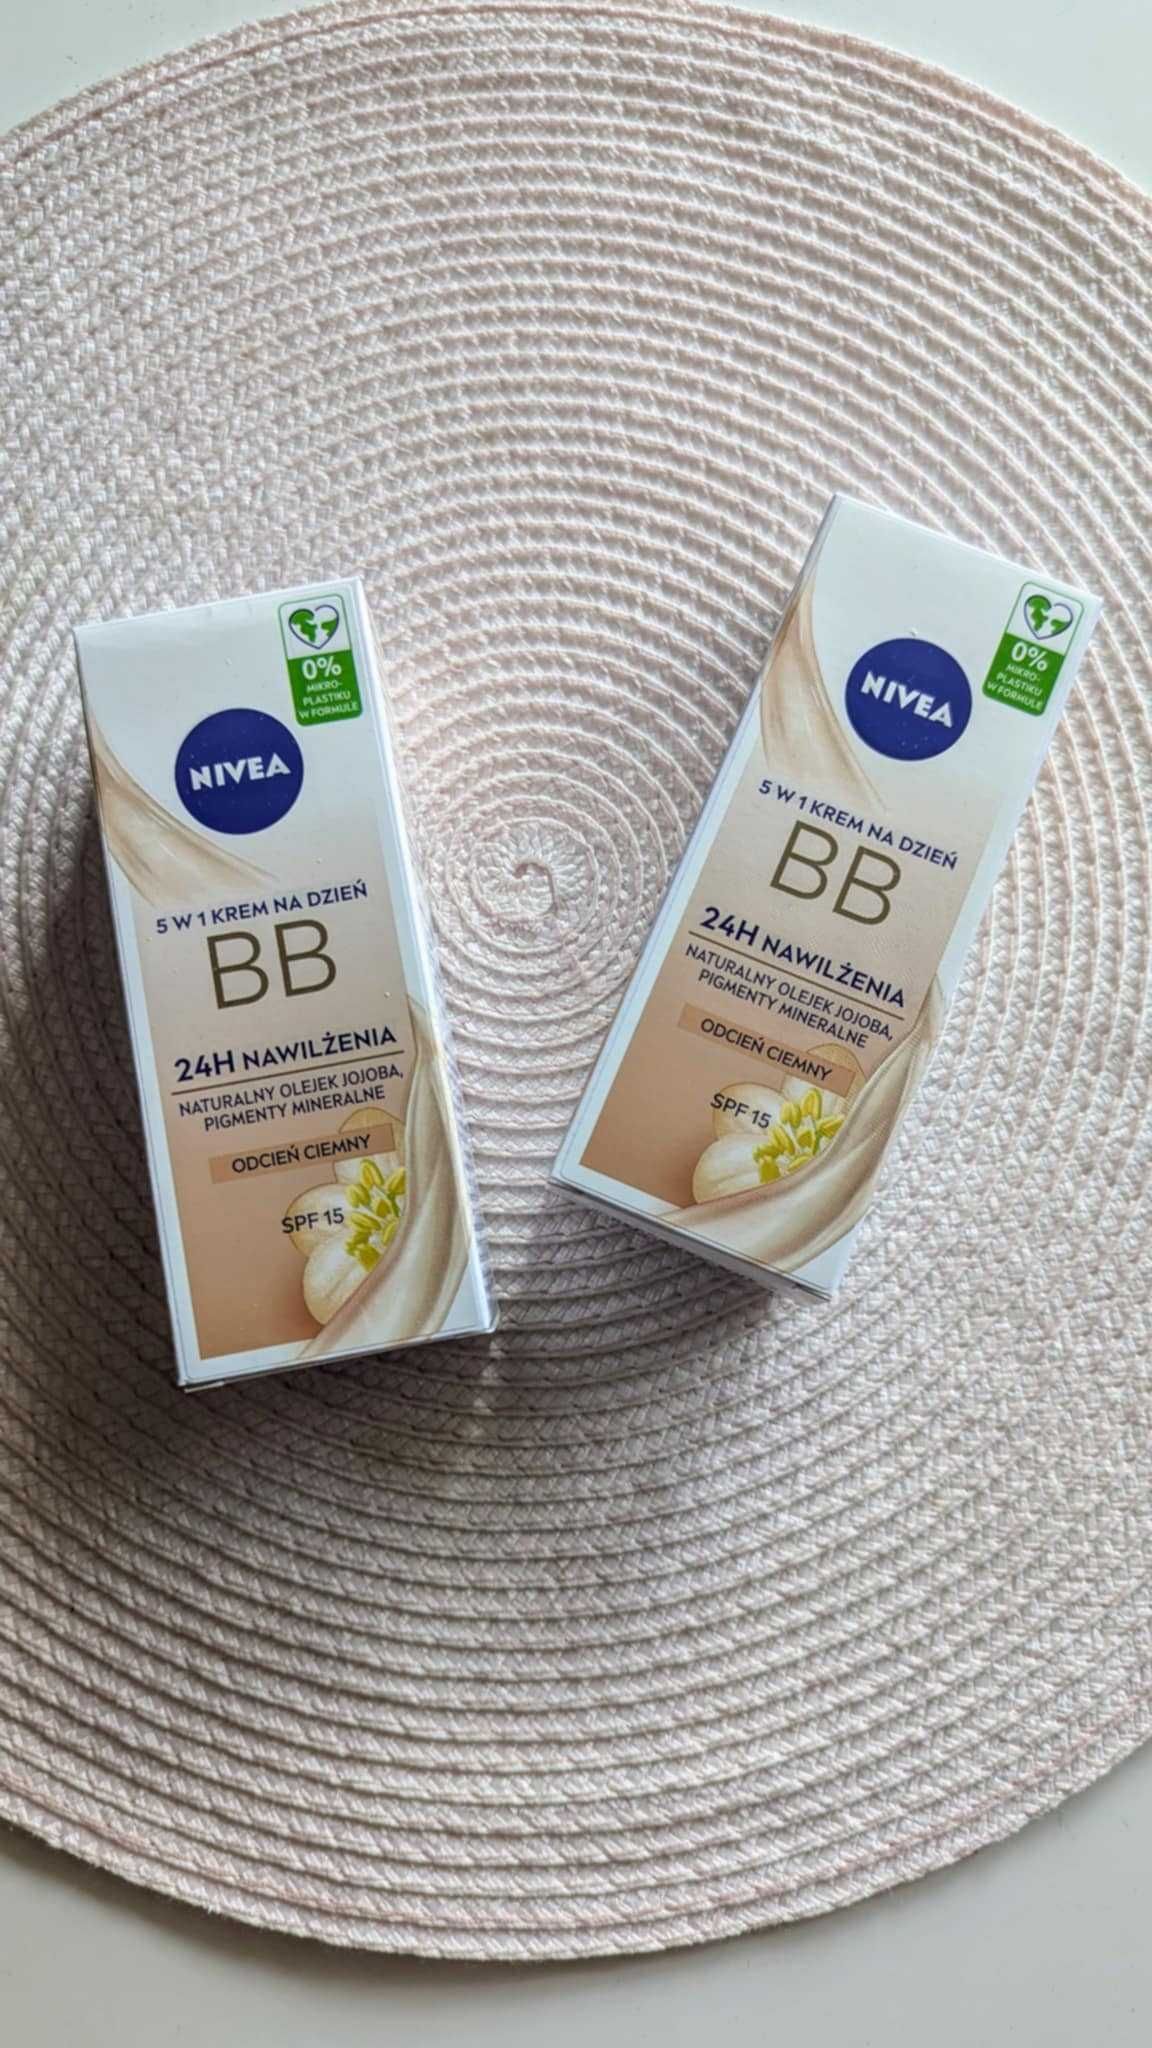 0%
MIKRO-
PLASTIKU
W FORMULE
NIVEA
5 W 1 KREM NA DZIEŃ
BB
24H NAWILŻENIA
NATURALNY OLEJEK JOJOBA,
PIGMENTY MINERALNE
ODCIEŃ CIEMNY
SPF 15
0%
MIKRO-
PLASTIKU
W FORMULE
NIVEA
5 W 1 KREM NA DZIEŃ
BB
24H NAWILŻENIA
NATURALNY OLEJEK JOJOBA,
PIGMENTY MINERALNE
ODCIEŃ CIEMNY
SPF 15